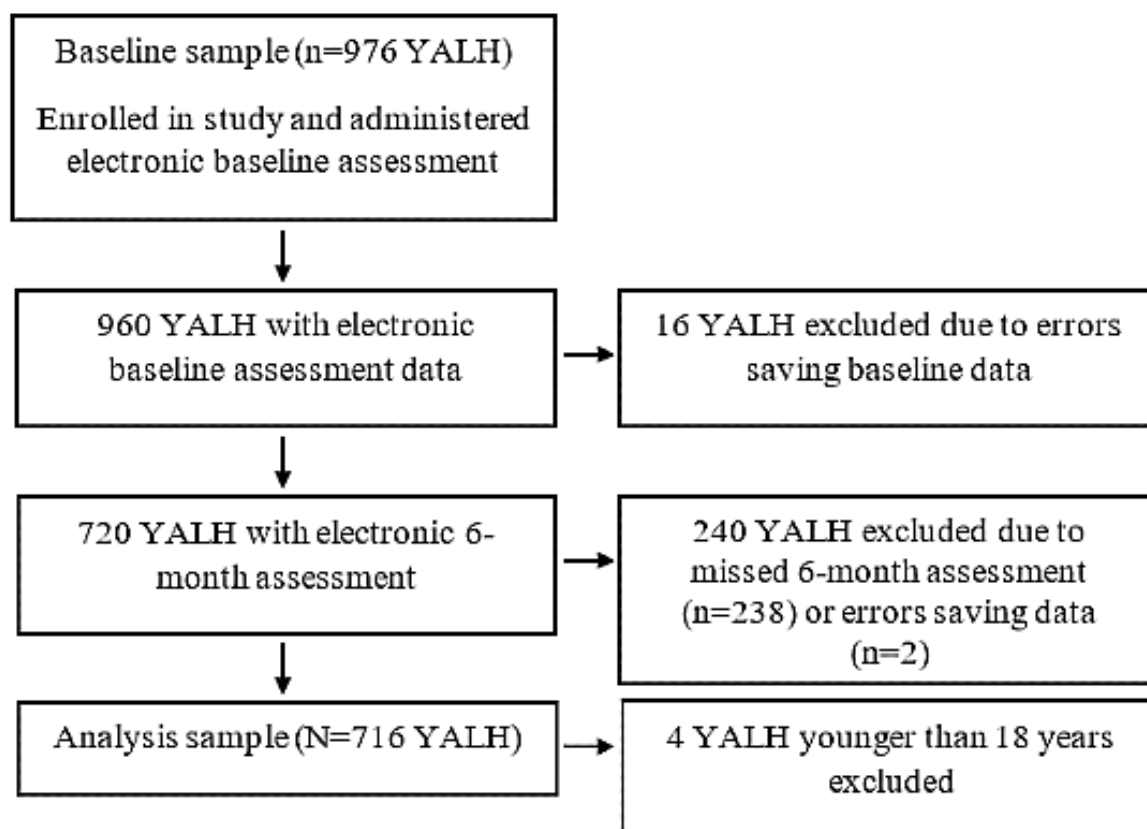 Baseline sample (n=976 YALH)
Enrolled in study and administered
electronic baseline assessment
960 YALH with electronic
baseline assessment data
16 YALH excluded due to errors
saving baseline data
720 YALH with electronic 6-
month assessment
240 YALH excluded due to
missed 6-month assessment
(n=238) or errors saving data
(n=2)
Analysis sample (N=716 YALH)
4 YALH younger than 18 years
excluded